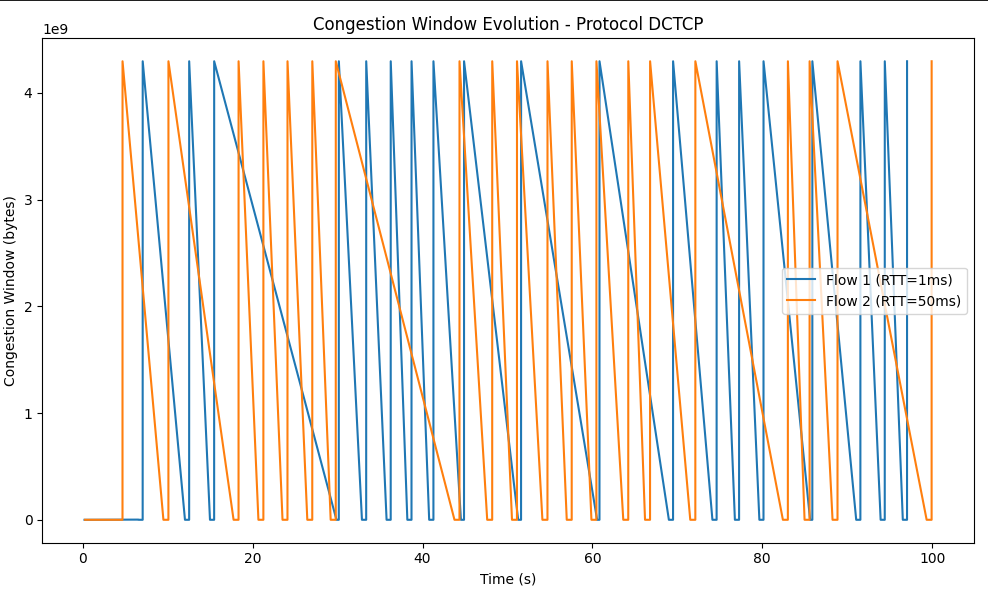 Congestion Window Evolution - Protocol DCTCP
1e9
4
3
2
1
0
Congestion Window (bytes)
Flow 1 (RTT=1ms)
Flow 2 (RTT=50ms)
0 20 40 60 80 100
Time (s)